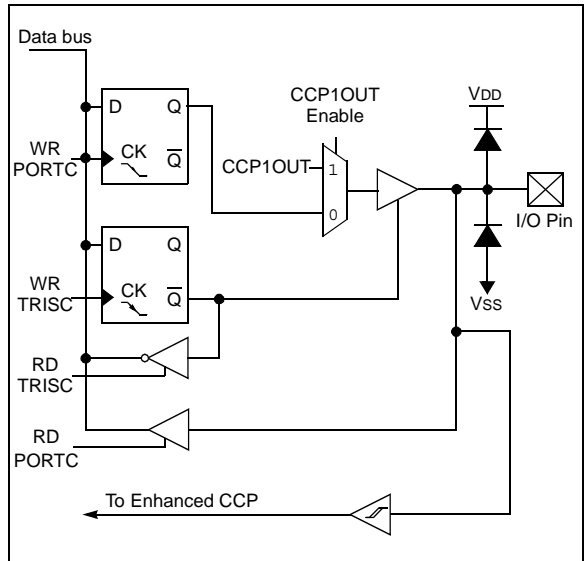 Data bus
D Q
WR
PORTC
CK
Q
CCP1OUT
Enable
CCP1OUT
1
0
VDD
I/O Pin
VSS
D Q
WR
TRISC
CK
Q
RD
TRISC
RD
PORTC
To Enhanced CCP